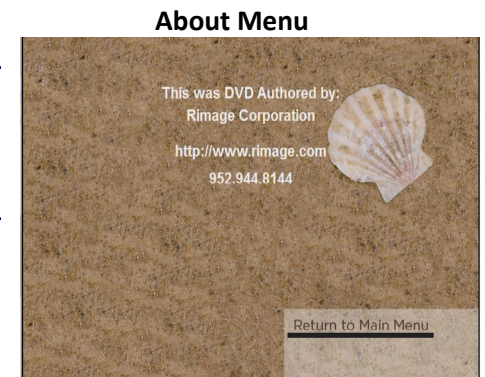 About Menu
This was DVD Authored by:
Rimage Corporation
http://www.rimage.com
952.944.8144
Return to Main Menu